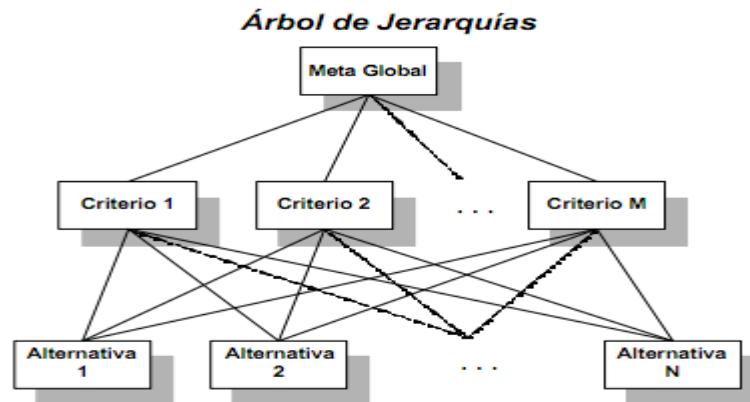 Árbol de Jerarquías
Meta Global
Criterio 1
Criterio 2
. . .
Criterio M
Alternativa
1
Alternativa
2
. . .
Alternativa
N